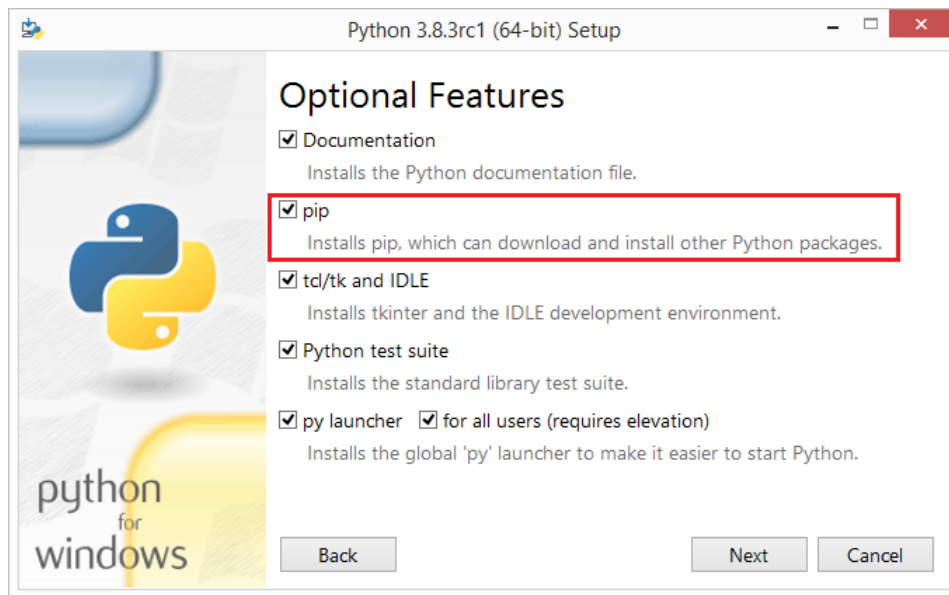 Python 3.8.3rc1 (64-bit) Setup
Optional Features
Documentation
Installs the Python documentation file.
pip
Installs pip, which can download and install other Python packages.
tcl/tk and IDLE
Installs tkinter and the IDLE development environment.
Python test suite
Installs the standard library test suite.
py launcher for all users (requires elevation)
Installs the global 'py' launcher to make it easier to start Python.
python
for
windows
Back Next Cancel